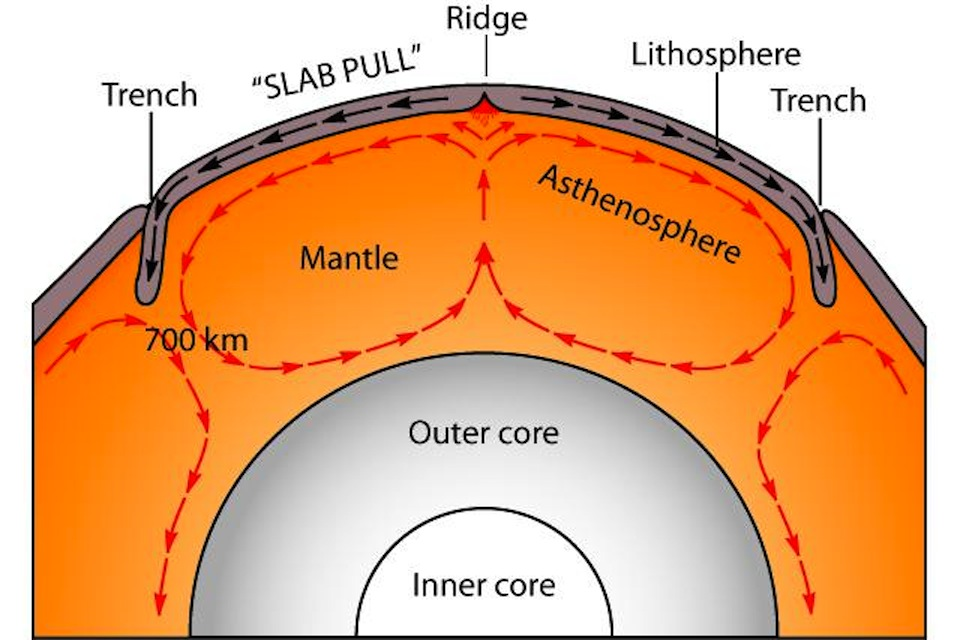 Ridge
"SLAB PULL"
Lithosphere
Trench
Trench
Asthenosphere
Mantle
700 km
Outer core
Inner core